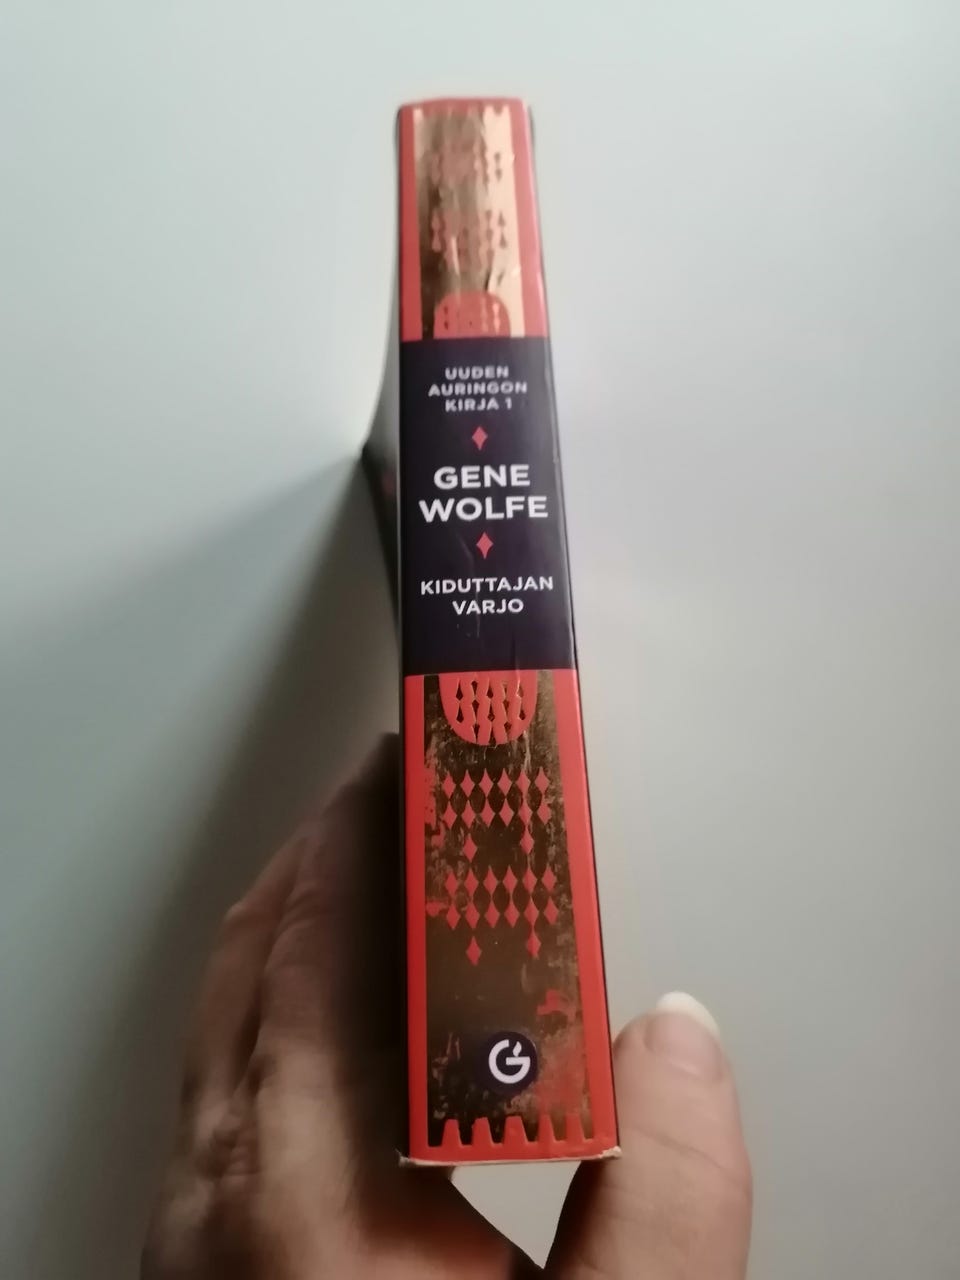 UUDEN
AURINGON
KIRJA 1
GENE
WOLFE
KIDUTTAJAN
VARJO
G